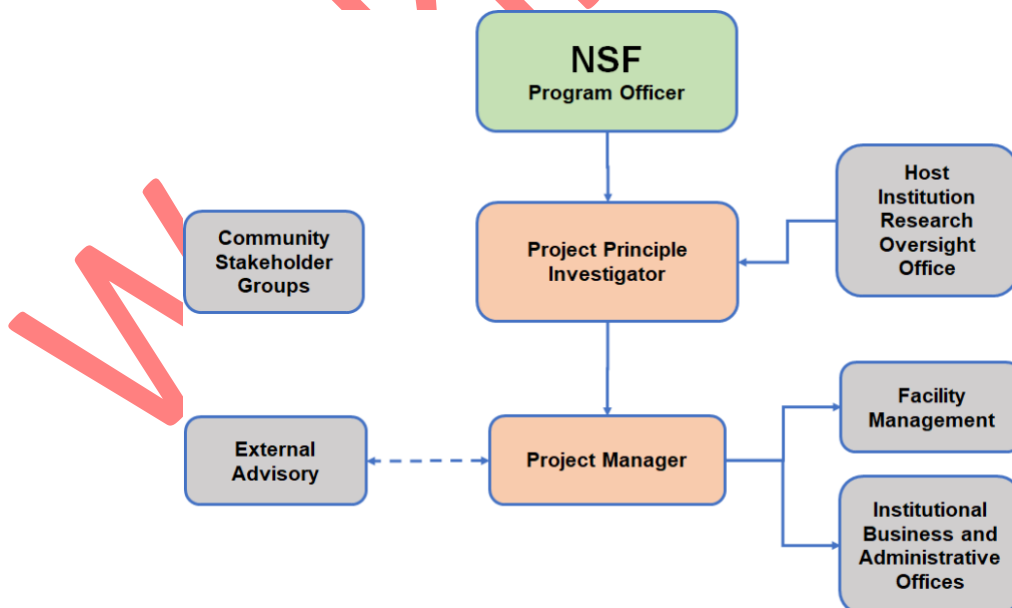 NSF
Program Officer
Host
Institution
Research
Oversight
Office
Community
Stakeholder
Groups
Project Principle
Investigator
Facility
Management
External
Advisory
Project Manager
Institutional
Business and
Administrative
Offices